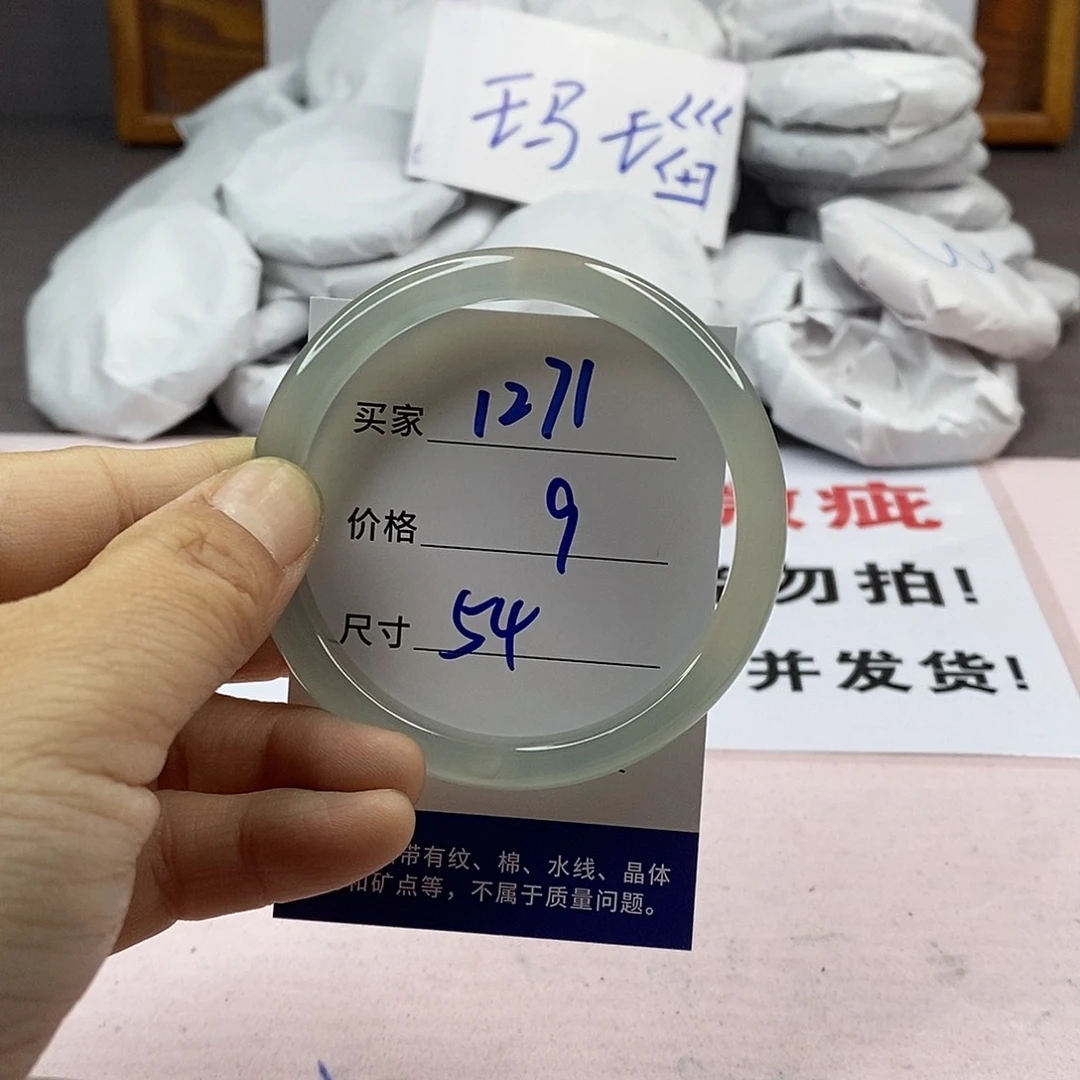 玛瑙
买家 1271
价格 9
尺寸 54
疵
勿拍!
并发货!
带有纹、棉、水线、晶体
和矿点等，不属于质量问题。